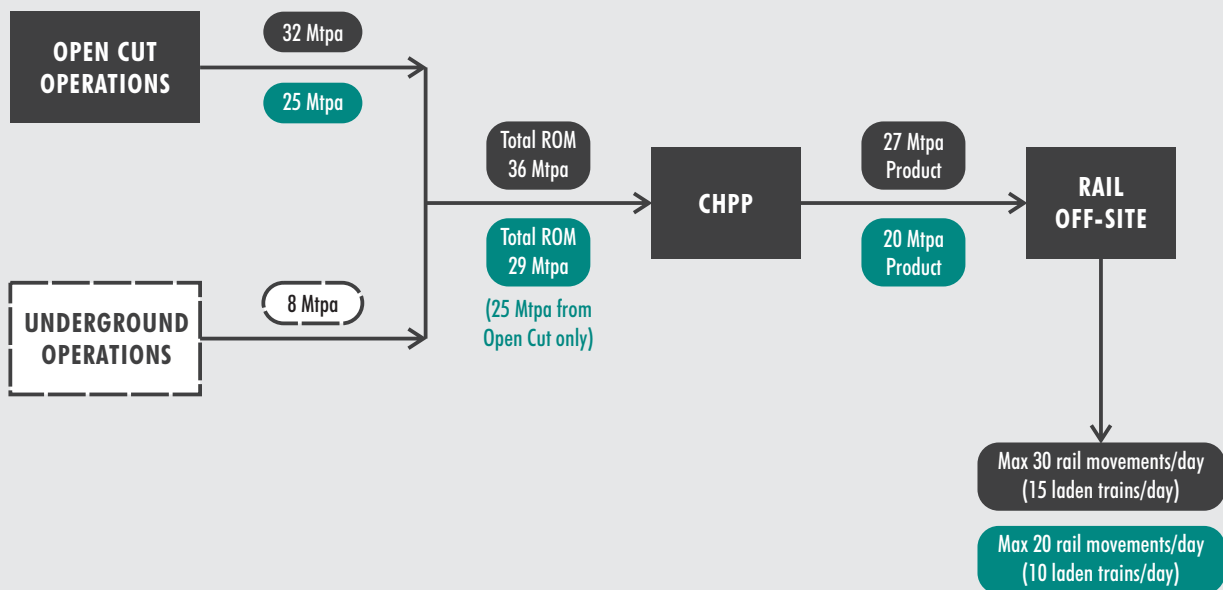 OPEN CUT
OPERATIONS
32 Mtpa
25 Mtpa
Total ROM
36 Mtpa
Total ROM
29 Mtpa
(25 Mtpa from
Open Cut only)
CHPP
27 Mtpa
Product
20 Mtpa
Product
RAIL
OFF-SITE
UNDERGROUND
OPERATIONS
8 Mtpa
Max 30 rail movements/day
(15 laden trains/day)
Max 20 rail movements/day
(10 laden trains/day)